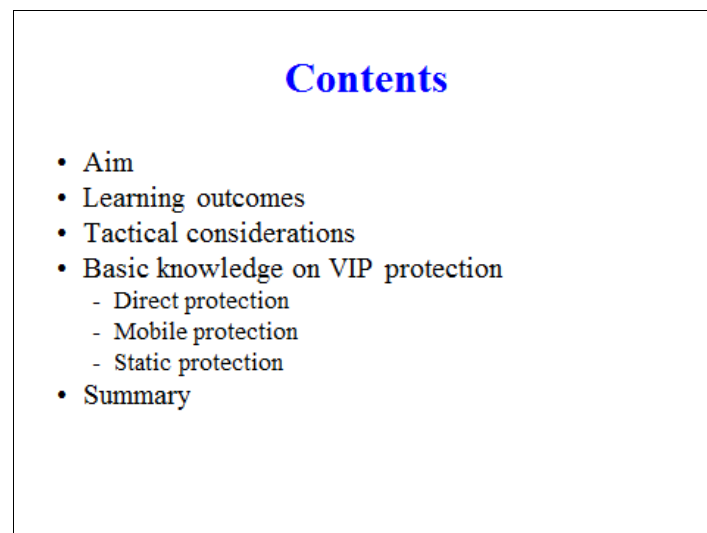 Contents
• Aim
• Learning outcomes
• Tactical considerations
• Basic knowledge on VIP protection
- Direct protection
- Mobile protection
- Static protection
• Summary